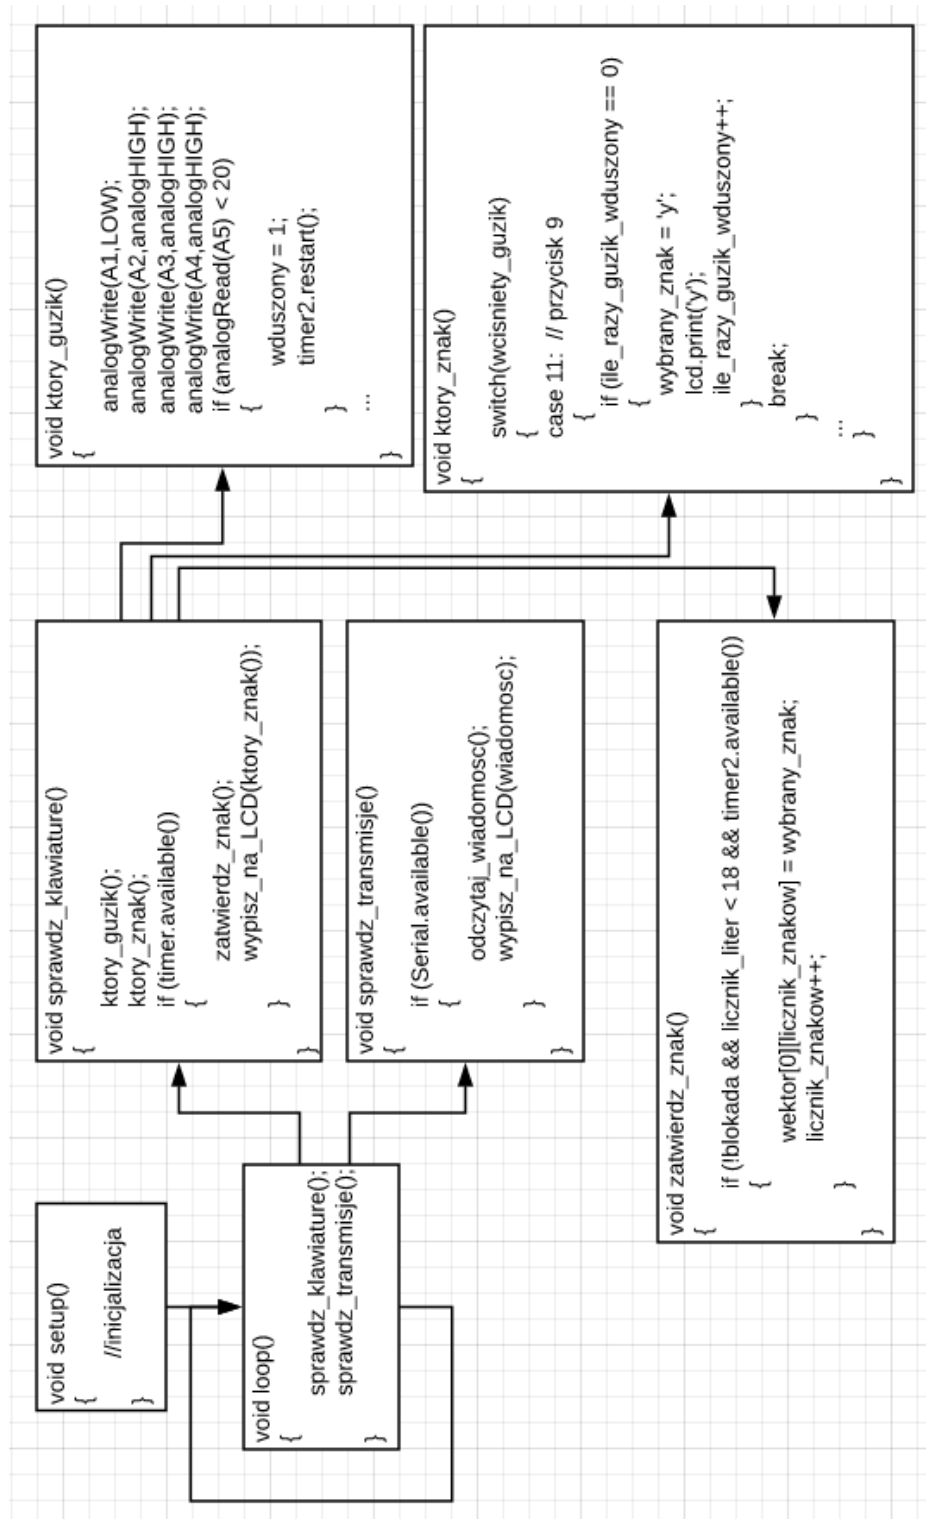 void setup()
{
//inicjalizacja
}
void loop()
{
sprawdz_klawiature();
sprawdz_transmisje();
}
void sprawdz_klawiature()
{
ktory_guzik();
ktory_znak();
if (timer.available())
{
zatwierdz_znak();
wypisz_na_LCD(ktory_znak());
}
}
void sprawdz_transmisje()
{
if (Serial.available())
{
odczytaj_wiadomosc();
wypisz_na_LCD(wiadomosc);
}
}
void zatwierdz_znak()
{
if (!blokada && licznik_liter < 18 && timer2.available())
{
wektor[0][licznik_znakow] = wybrany_znak;
licznik_znakow++;
}
}
void ktory_guzik()
{
analogWrite(A1,LOW);
analogWrite(A2,analogHIGH);
analogWrite(A3,analogHIGH);
analogWrite(A4,analogHIGH);
if (analogRead(A5) < 20)
{
wduszony = 1;
timer2.restart();
}
...
}
void ktory_znak()
{
switch(wcisniety_guzik)
{
case 11: // przycisk 9
{
if (ile_razy_guzik_wduszony == 0)
{
wybrany_znak = 'y';
lcd.print('y');
ile_razy_guzik_wduszony++;
}
break;
}
...
}
}